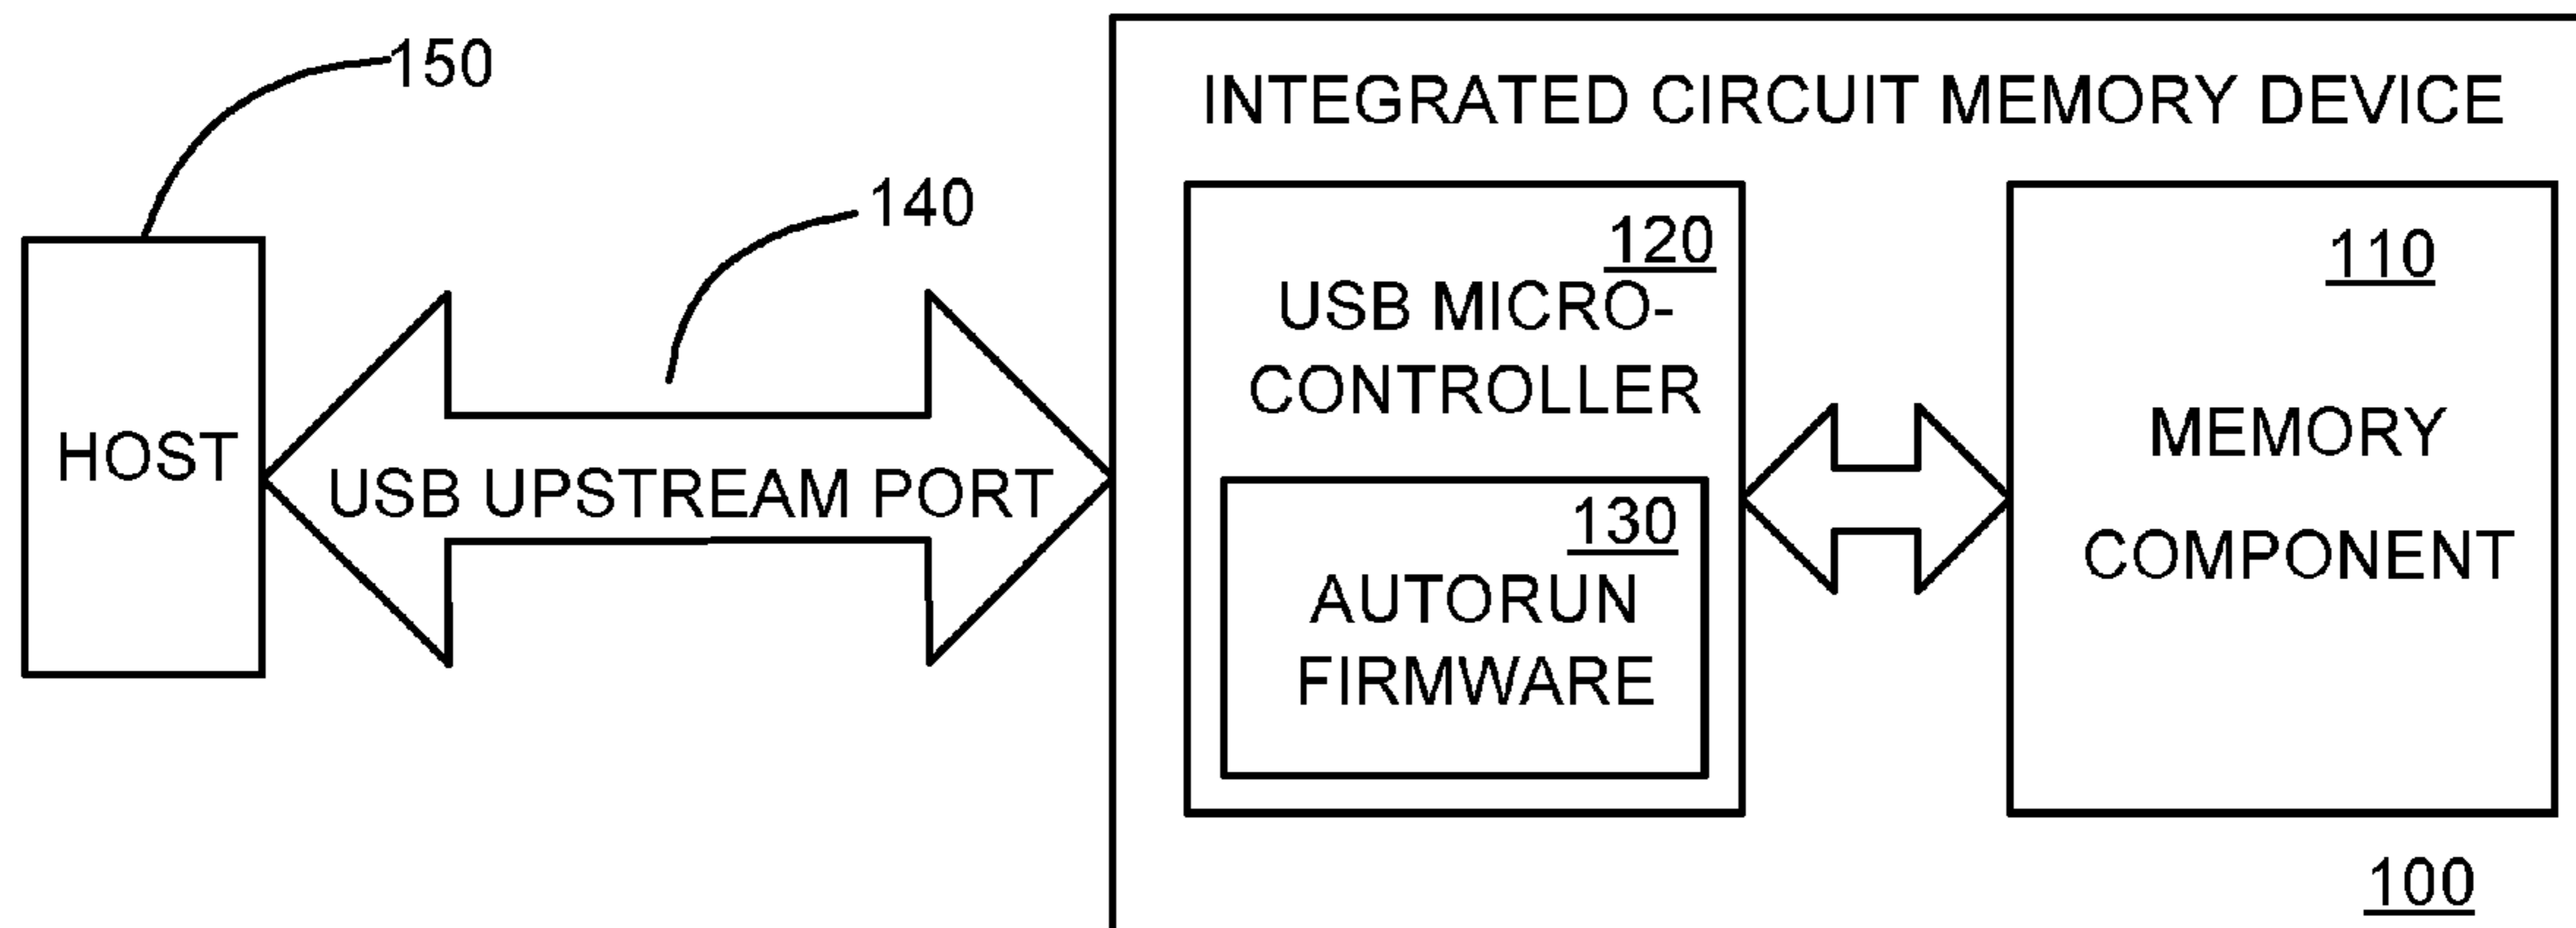 150
INTEGRATED CIRCUIT MEMORY DEVICE
140
120
110
USB MICRO-
CONTROLLER
HOST
USB UPSTREAM PORT
MEMORY
COMPONENT
130
AUTORUN
FIRMWARE
100